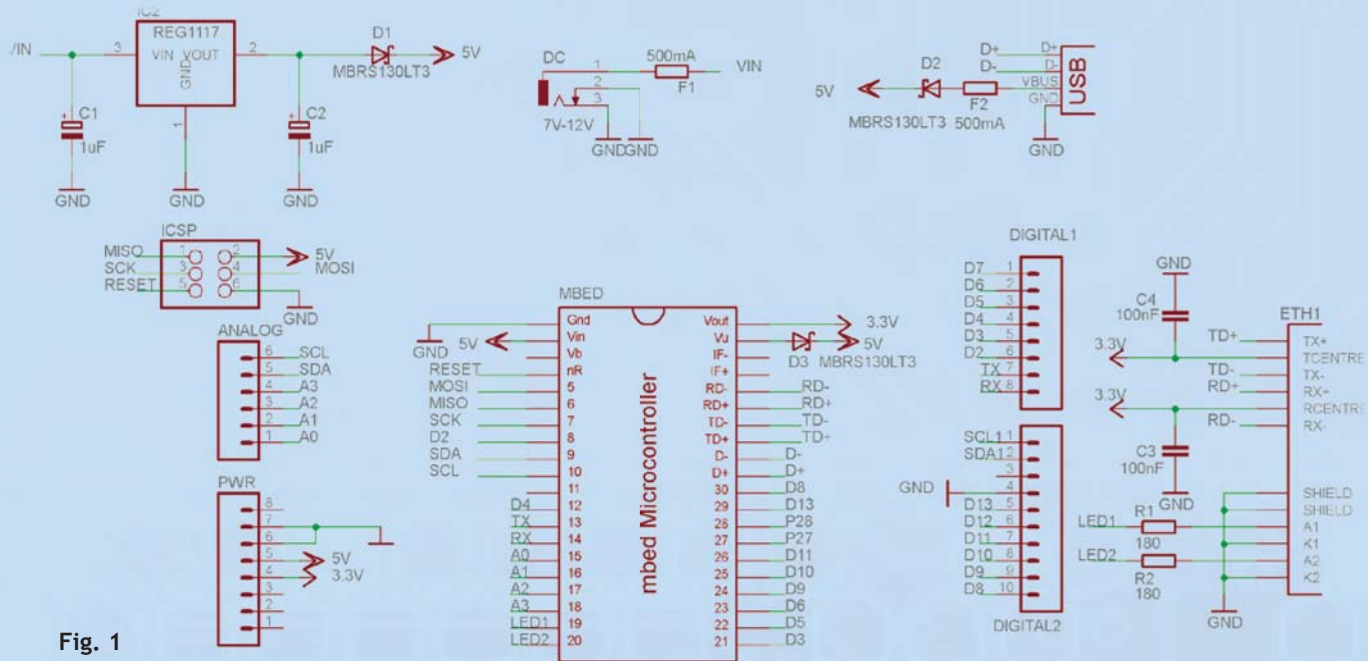 IC2
REG1117
/IN
3
VIN
VOUT
GND
2
1
D1
MBRS130LT3
5V
C1
1uF
C2
1uF
GND
GND
GND
DC
1
2
3
7V-12V
500mA
F1
VIN
GND
GND
5V
D2
MBRS130LT3
F2
500mA
D+
D-
D+
D-
VBUS
GND
USB
GND
ICSP
MISO
SCK
RESET
1
2
3
4
5
6
5V
MOSI
GND
ANALOG
6 SCL
5 SDA
4 A3
3 A2
2 A1
1 A0
PWR
8
7
6
5
4
3
2
1
5V
3.3V
MBED
mbed Microcontroller
GND
5V
RESET
MOSI
MISO
SCK
D2
SDA
SCL
D4
TX
RX
A0
A1
A2
A3
LED1
LED2
Gnd
Vin
Vb
nR
5
6
7
8
9
10
11
12
13
14
15
16
17
18
19
20
Vout
Vu
IF-
IF+
RD-
RD+
TD-
TD+
D-
D+
30
29
28
27
26
25
24
23
22
21
3.3V
5V
D3
MBRS130LT3
RD-
RD+
TD-
TD+
D-
D+
D8
D13
P28
P27
D11
D10
D9
D6
D5
D3
DIGITAL1
D7 1
D6 2
D5 3
D4 4
D3 5
D2 6
TX 7
RX 8
SCL1 1
SDA1 2
3
GND 4
D13 5
D12 6
D11 7
D10 8
D9 9
D8 10
DIGITAL2
GND
C4
100nF
3.3V
3.3V
C3
100nF
GND
ETH1
TD+
TD-
RD+
RD-
TX+
TCENTRE
TX-
RX+
RCENTRE
RX-
SHIELD
SHIELD
A1
K1
A2
K2
LED1
R1
180
LED2
R2
180
GND
Fig. 1